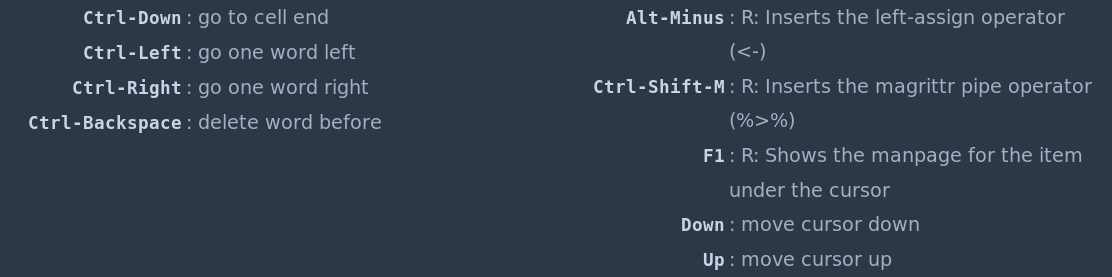 Ctrl-Down : go to cell end
Ctrl-Left : go one word left
Ctrl-Right : go one word right
Ctrl-Backspace : delete word before
Alt-Minus : R: Inserts the left-assign operator
(<-)
Ctrl-Shift-M : R: Inserts the magrittr pipe operator
(%>%)
F1 : R: Shows the manpage for the item
under the cursor
Down : move cursor down
Up : move cursor up